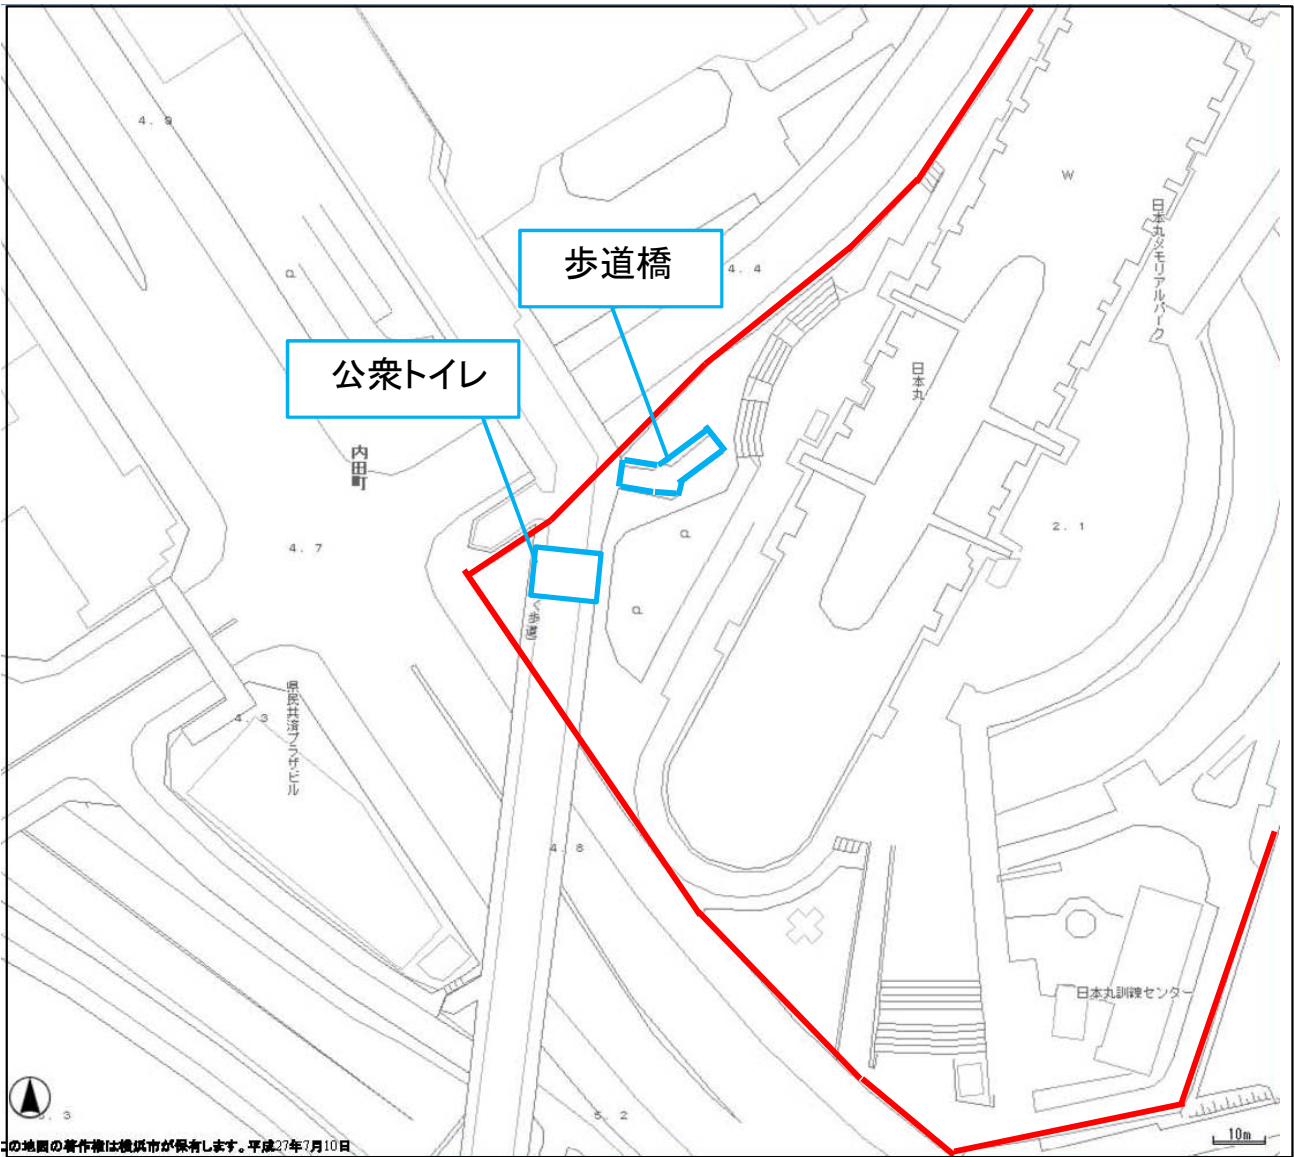 4.9
W
日本丸メモリアルパーク
歩道橋
4.4
公衆トイレ
日本丸
内田町
2.1
4.7
県民共済プラザビル
4.3
日本丸訓練センター
5.2
の地図の著作権は横浜市が保有します。平成27年7月10日
10m